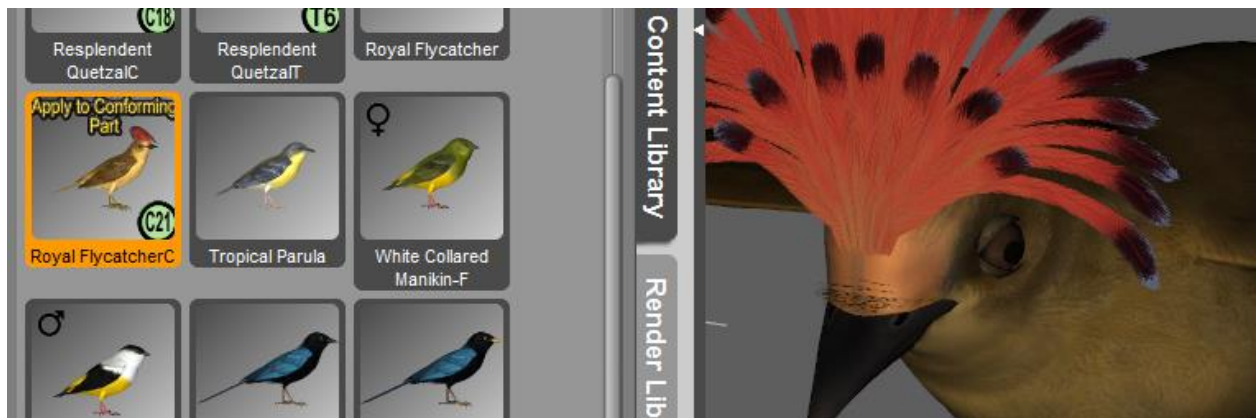 C18
T6
Resplendent
QuetzalC
Resplendent
QuetzalT
Royal Flycatcher
Apply to Conforming
Part
C21
Royal FlycatcherC
Tropical Parula
White Collared
Manikin-F
Content Library
Render Lib